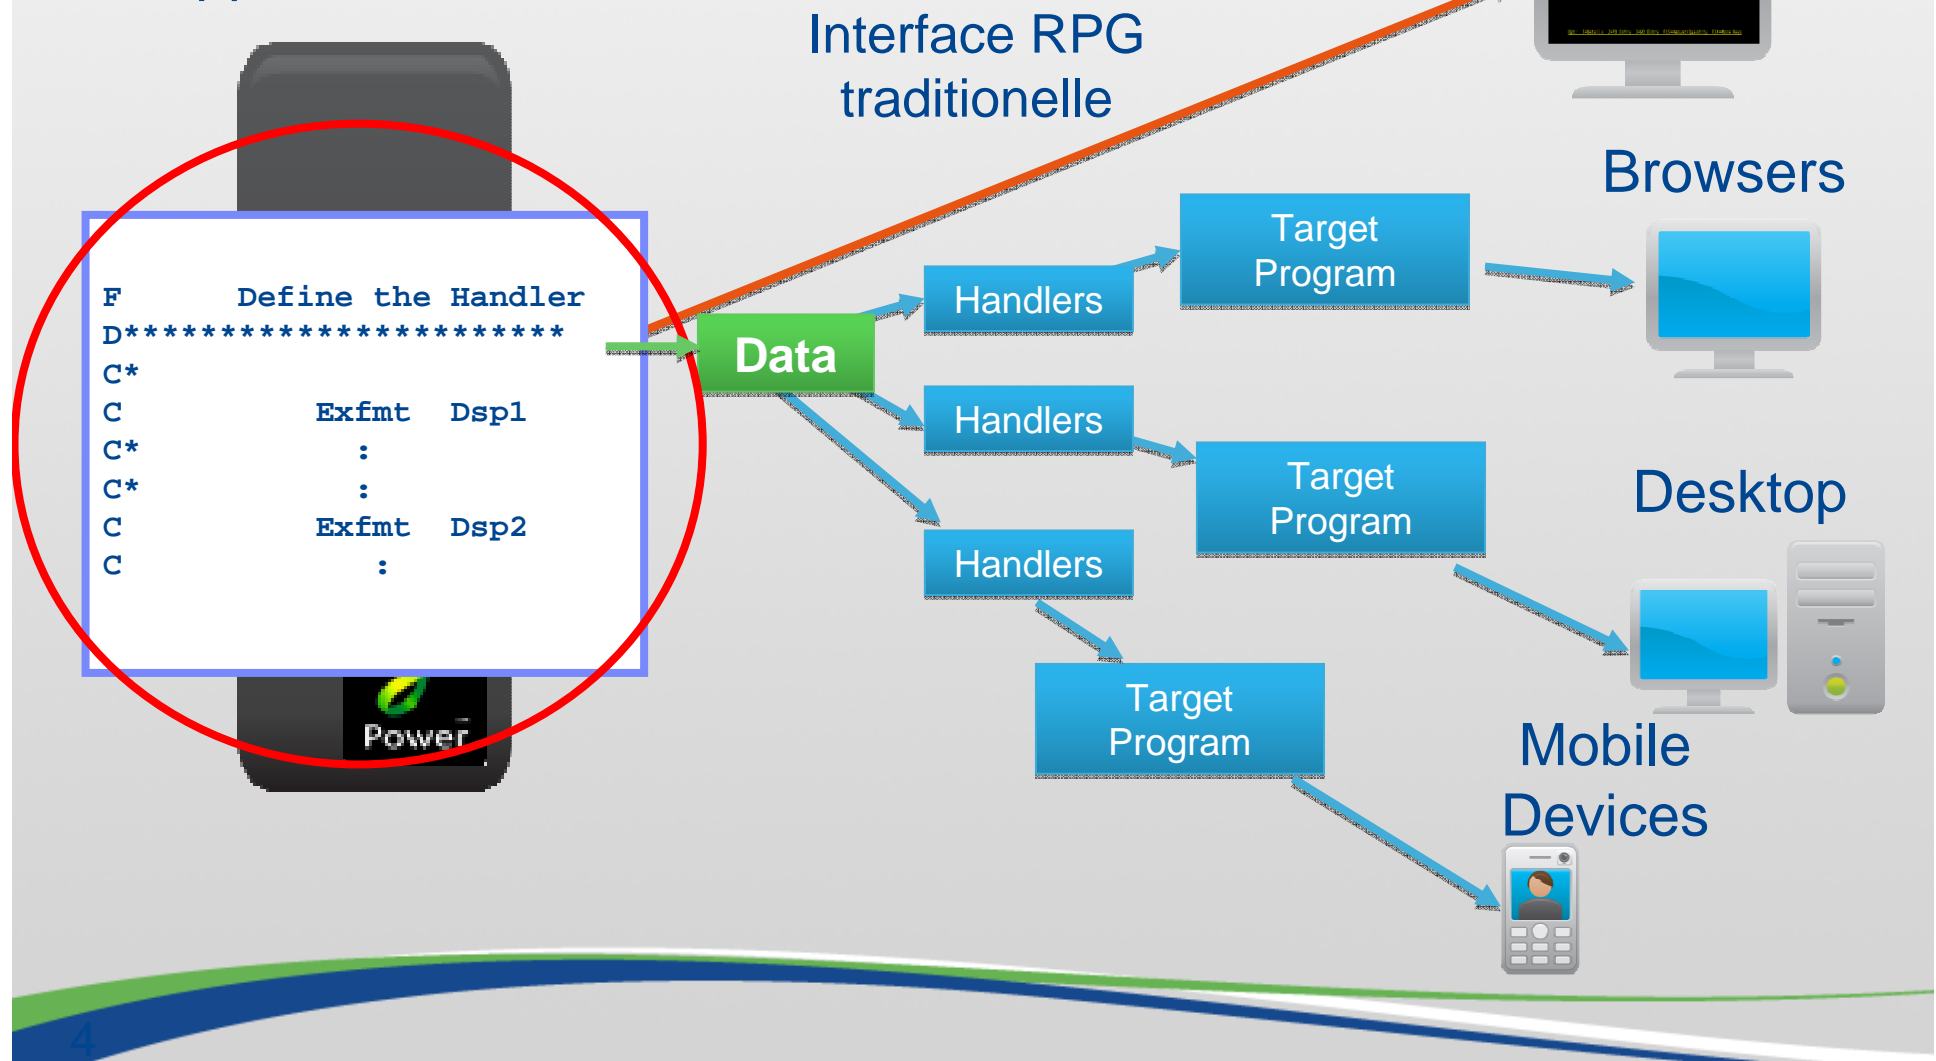 Interface RPG
traditionelle
Browsers
Target
Program
Handlers
F Define the Handler
D***********************
C*
C Exfmt Dsp1
C* :
C* :
C Exfmt Dsp2
C :
Data
Handlers
Target
Program
Desktop
Handlers
Target
Program
Mobile
Devices
Power
4